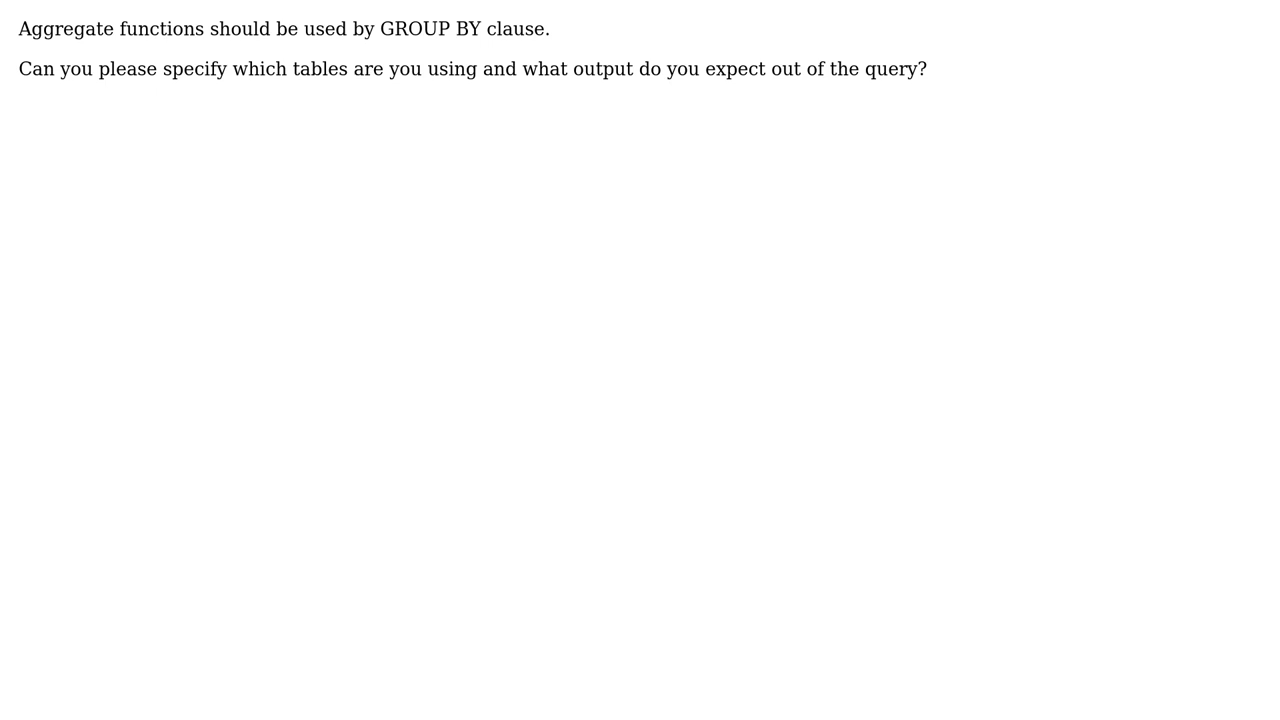 Aggregate functions should be used by GROUP BY clause.
Can you please specify which tables are you using and what output do you expect out of the query?